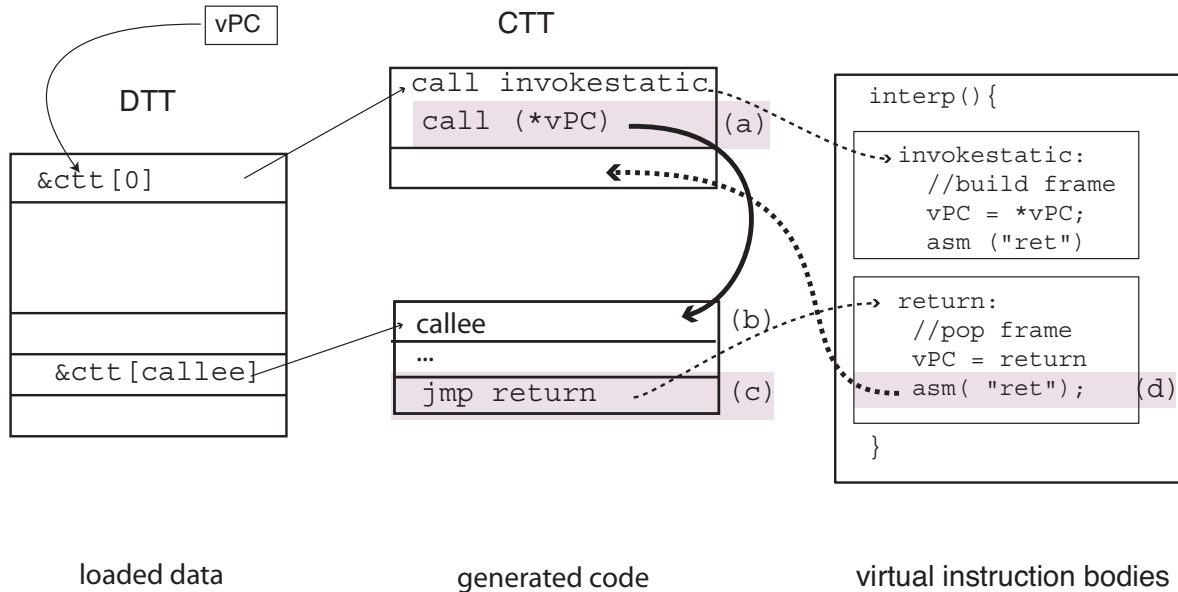 vPC
CTT
DTT
call invokestatic
call (*vPC)
(a)
&ctt[0]
callee
(b)
...
&ctt[callee]
jmp return
(c)
interp(){
invokestatic:
//build frame
vPC = *vPC;
asm ("ret")
return:
//pop frame
vPC = return
asm( "ret");
(d)
}
loaded data
generated code
virtual instruction bodies